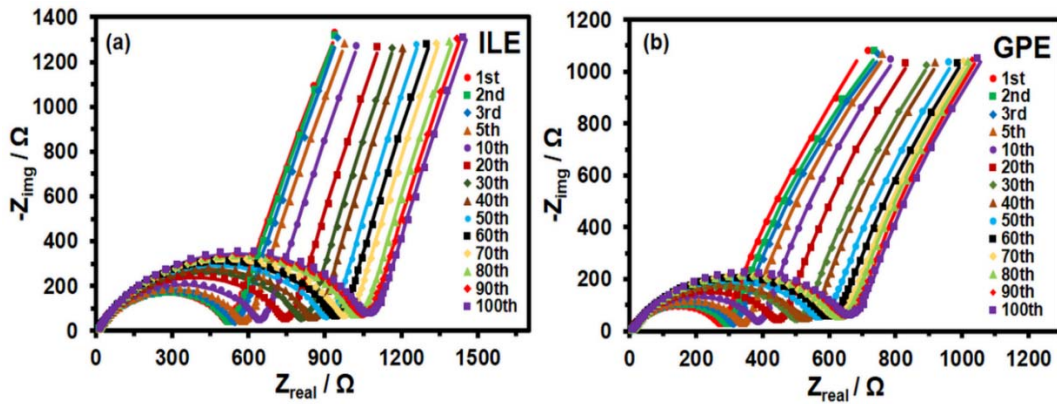 (a)
ILE
1400
1200
1000
800
600
400
200
0
-Zimg / Ω
0 300 600 900 1200 1500
Zreal / Ω
1st
2nd
3rd
5th
10th
20th
30th
40th
50th
60th
70th
80th
90th
100th
(b)
GPE
1200
1000
800
600
400
200
0
-Zimg / Ω
0 200 400 600 800 1000 1200
Zreal / Ω
1st
2nd
3rd
5th
10th
20th
30th
40th
50th
60th
70th
80th
90th
100th